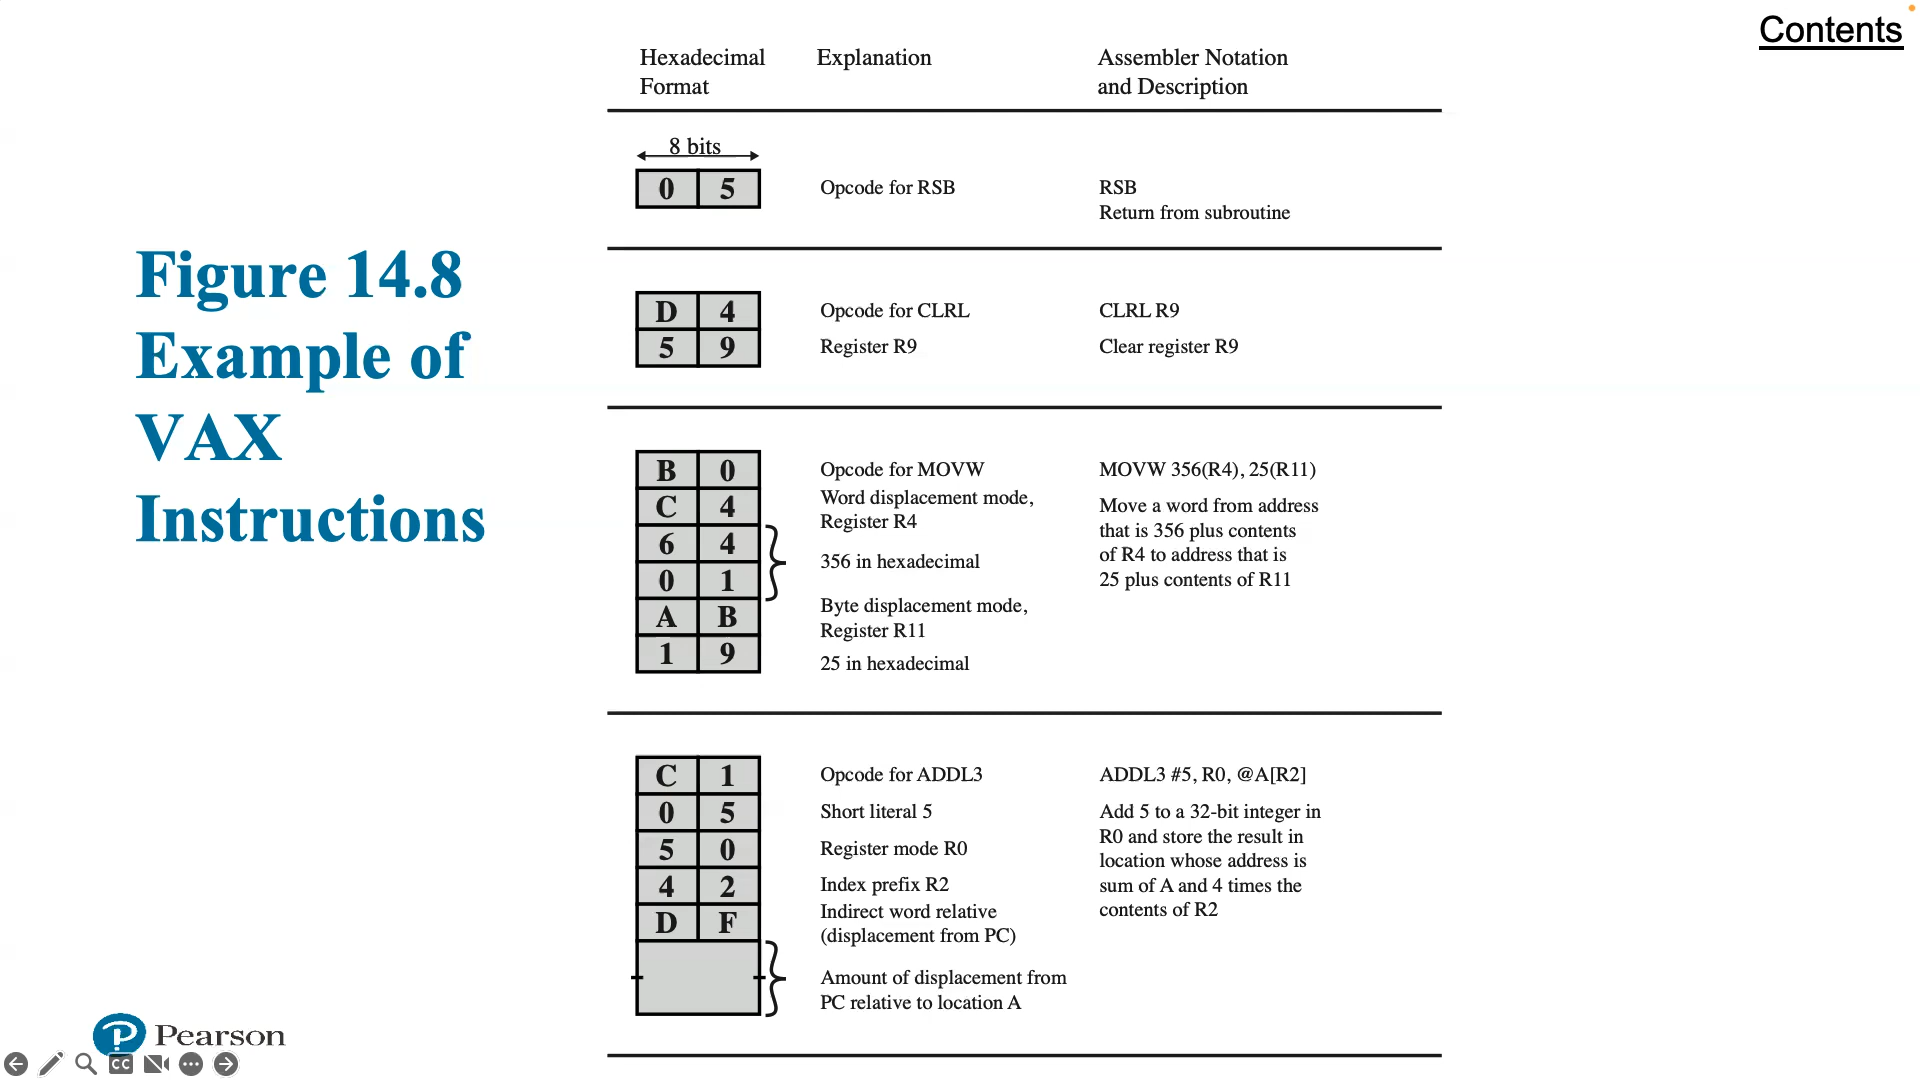 Contents
Figure 14.8
Example of
VAX
Instructions
Hexadecimal Format
Explanation
Assembler Notation and Description
8 bits
0 5
Opcode for RSB
RSB
Return from subroutine
D 4
Opcode for CLRL
CLRL R9
5 9
Register R9
Clear register R9
B 0
Opcode for MOVW
MOVW 356(R4), 25(R11)
C 4
Word displacement mode,
Register R4
Move a word from address
that is 356 plus contents
of R4 to address that is
25 plus contents of R11
6 4
0 1
356 in hexadecimal
A B
Byte displacement mode,
Register R11
1 9
25 in hexadecimal
C 1
Opcode for ADDL3
ADDL3 #5, R0, @A[R2]
0 5
Short literal 5
Add 5 to a 32-bit integer in
R0 and store the result in
location whose address is
sum of A and 4 times the
contents of R2
5 0
Register mode R0
4 2
Index prefix R2
D F
Indirect word relative
(displacement from PC)
Amount of displacement from
PC relative to location A
P Pearson
CC